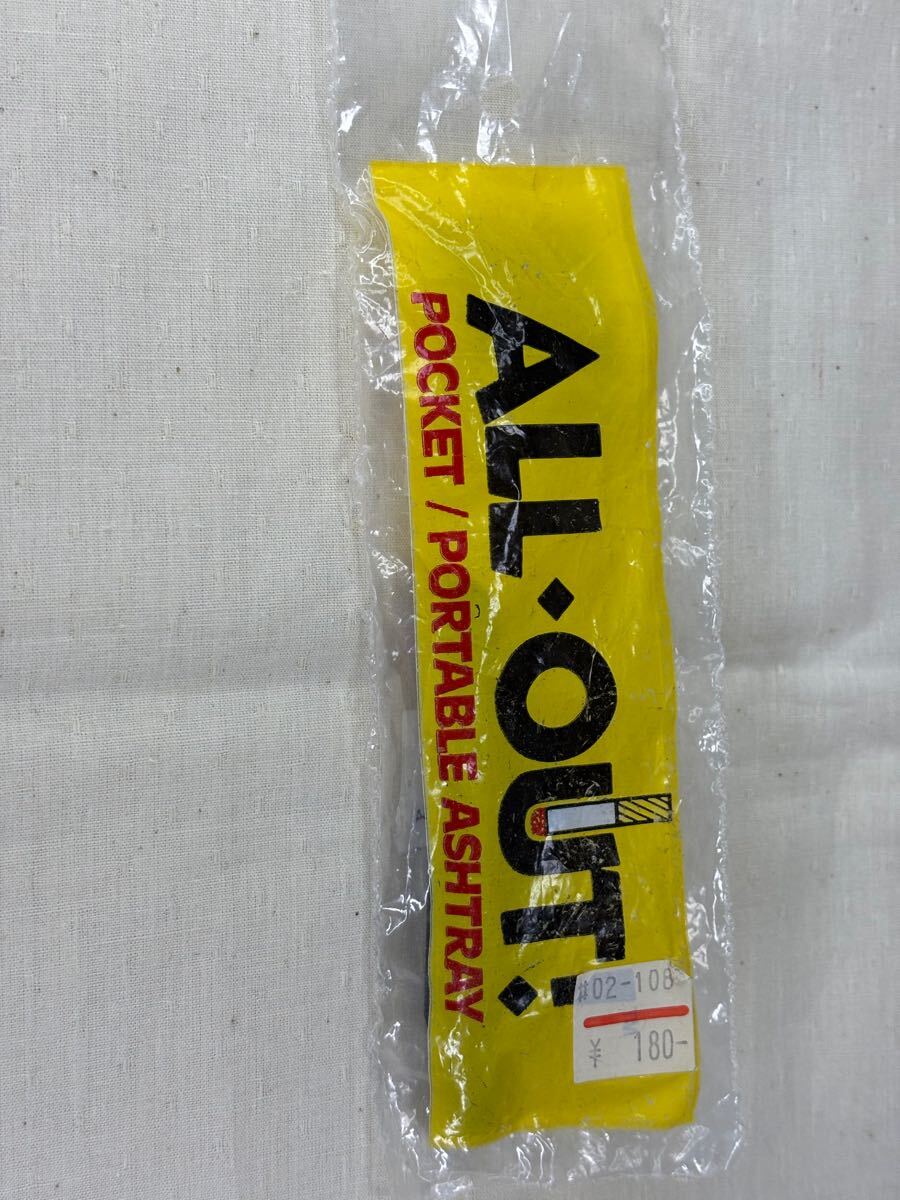 ALL·OUT!
POCKET / PORTABLE ASHTRAY
#02-108
¥ 180-